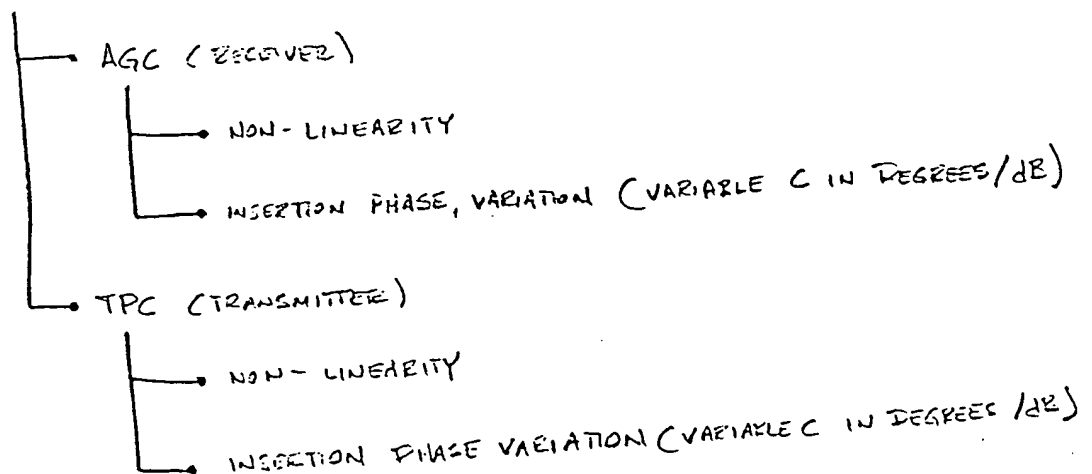 AGC (RECEIVER)
NON-LINEARITY
INSERTION PHASE, VARIATION (VARIABLE C IN DEGREES/dB)
TPC (TRANSMITTER)
NON-LINEARITY
INSERTION PHASE VARIATION (VARIABLE C IN DEGREES /dB)